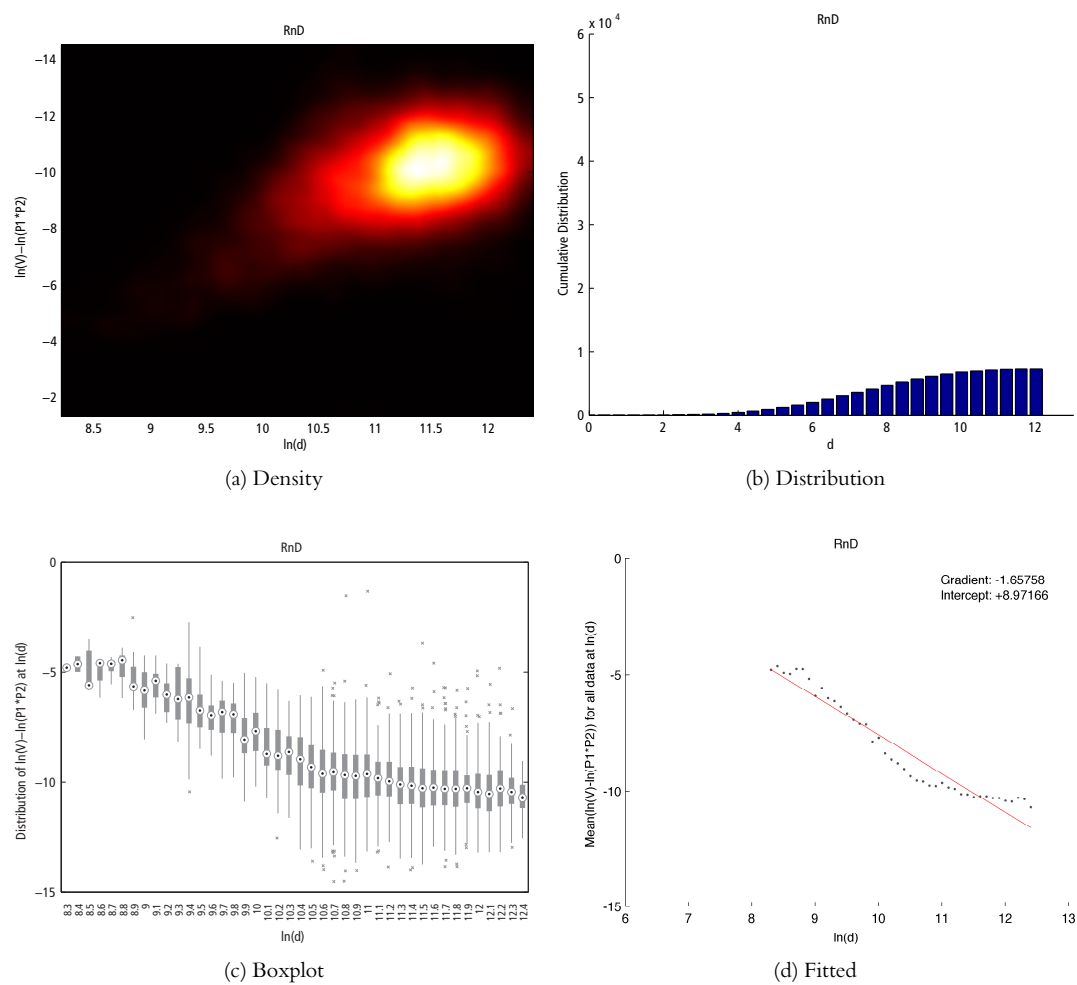 RnD
−14
−12
−10
−8
−6
−4
−2
ln(V)−ln(P1*P2)
8.5 9 9.5 10 10.5 11 11.5 12
ln(d)
(a) Density
RnD
x 10 4
6
5
4
3
2
1
0
Cumulative Distribution
0 2 4 6 8 10 12
d
(b) Distribution
RnD
0
−5
−10
−15
Distribution of ln(V)−ln(P1*P2) at ln(d)
8.3 8.4 8.5 8.6 8.7 8.8 8.9 9 9.1 9.2 9.3 9.4 9.5 9.6 9.7 9.8 9.9 10 10.1 10.2 10.3 10.4 10.5 10.6 10.7 10.8 10.9 11 11.1 11.2 11.3 11.4 11.5 11.6 11.7 11.8 11.9 12 12.1 12.2 12.3 12.4
ln(d)
(c) Boxplot
RnD
Gradient: -1.65758
Intercept: +8.97166
0
-5
-10
-15
Mean(ln(V)-ln(P1*P2)) for all data at ln(d)
6 7 8 9 10 11 12 13
ln(d)
(d) Fitted